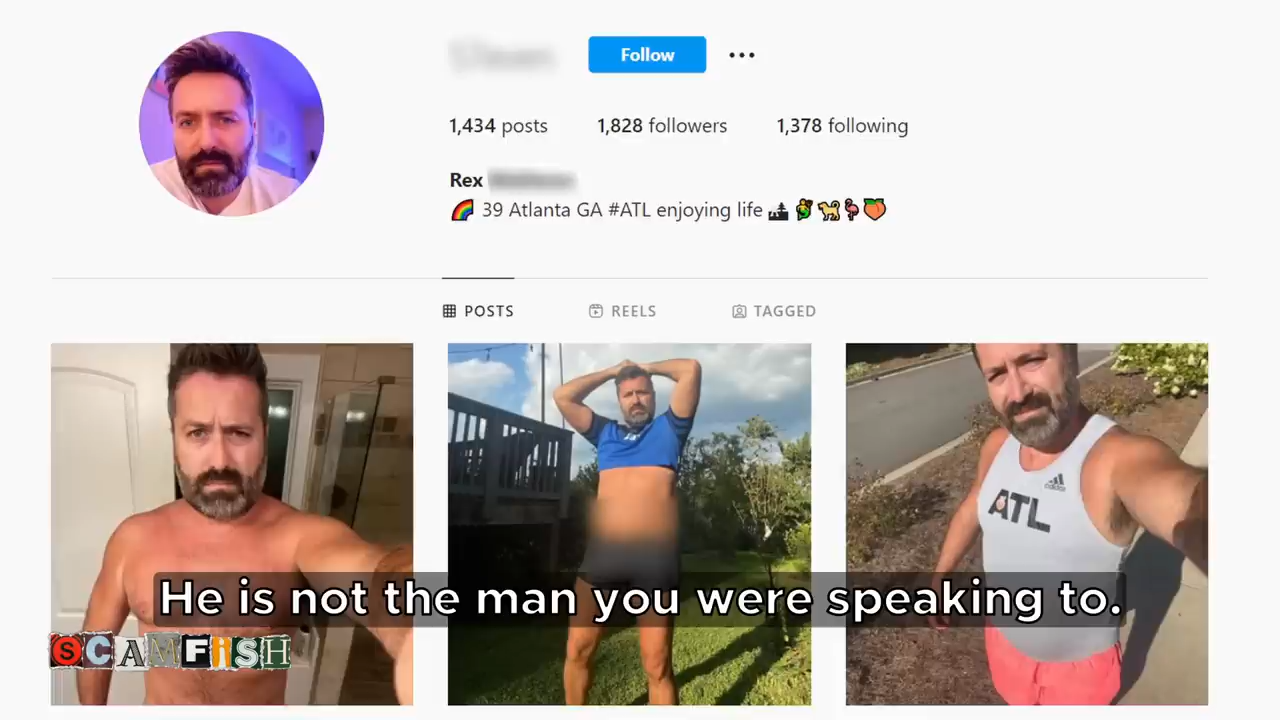 Follow
1,434 posts 1,828 followers 1,378 following
Rex
39 Atlanta GA #ATL enjoying life
POSTS REELS TAGGED
adidas
ATL
He is not the man you were speaking to.
SCAMFISH